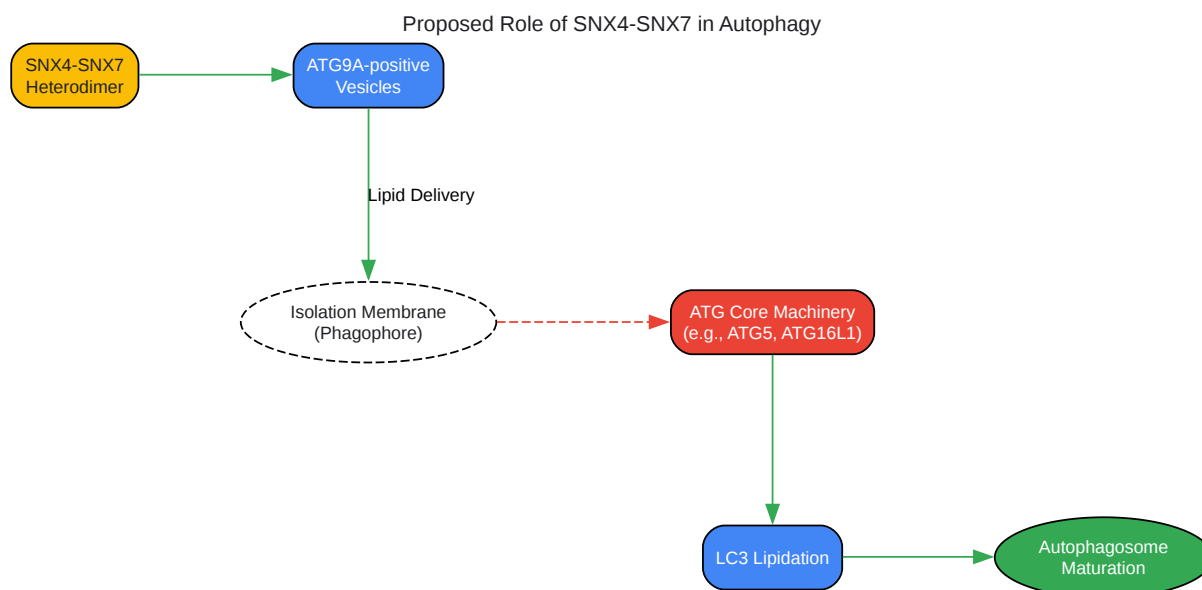 Proposed Role of SNX4-SNX7 in Autophagy
SNX4-SNX7
Heterodimer
ATG9A-positive
Vesicles
Lipid Delivery
Isolation Membrane
(Phagophore)
ATG Core Machinery
(e.g., ATG5, ATG16L1)
LC3 Lipidation
Autophagosome
Maturation